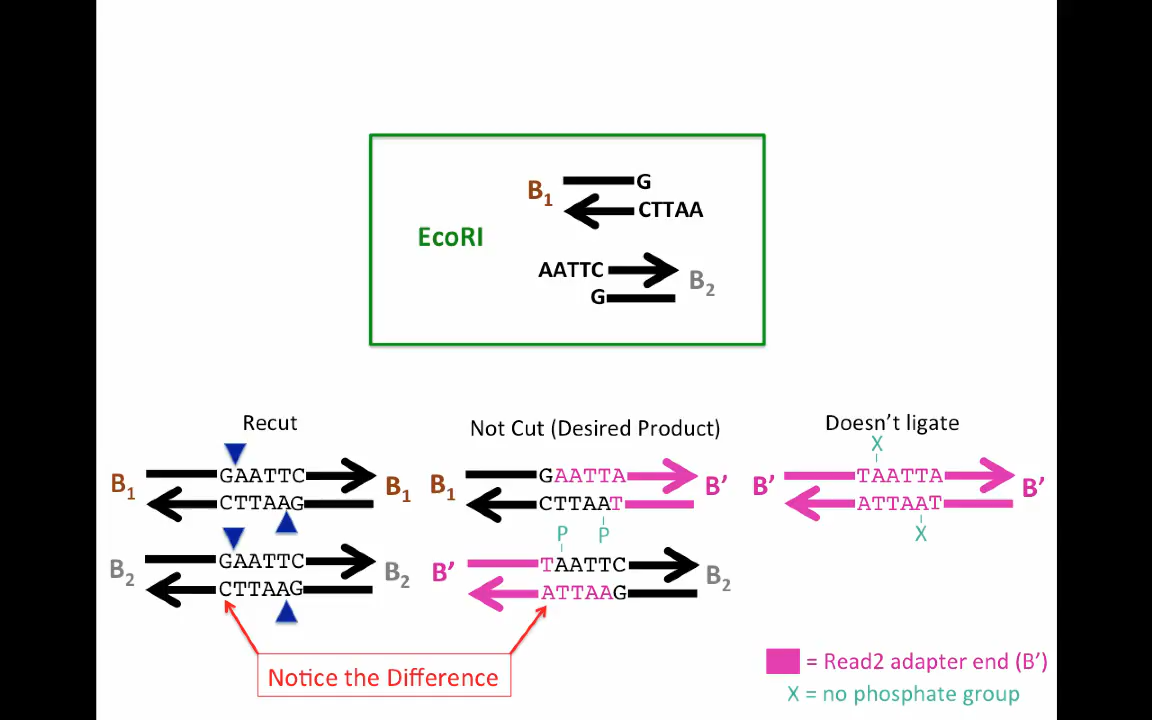 B1 G
CTTAA
EcoRI
AATTC
B2
G
Recut
Not Cut (Desired Product)
Doesn't ligate
X
B1 GAATTC B1
CTTAAG
B1 GAATTA B'
CTTAAT
B' TAATTA B'
ATTAAT
P P
X
B2 GAATTC B2
CTTAAG
B' TAATTC B2
ATTAAG
Notice the Difference
= Read2 adapter end (B')
X = no phosphate group